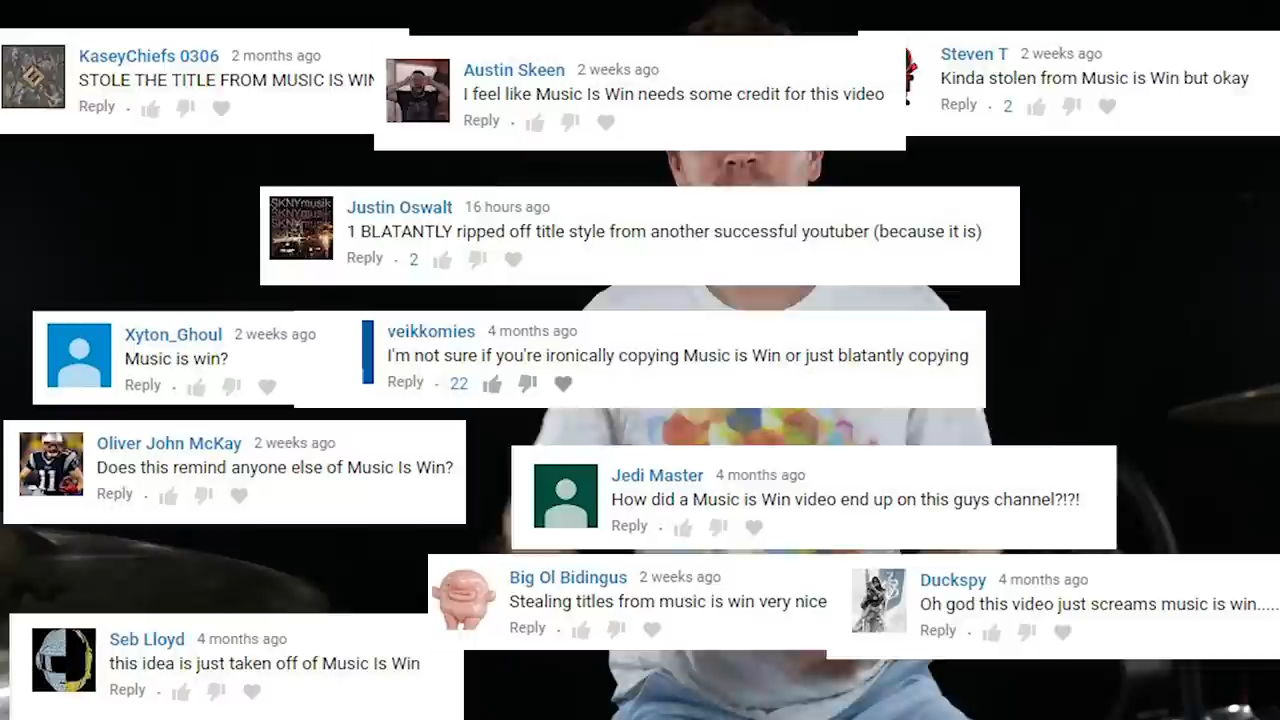 KaseyChiefs 0306 2 months ago
STOLE THE TITLE FROM MUSIC IS WIN
Reply
Austin Skeen 2 weeks ago
I feel like Music Is Win needs some credit for this video
Reply
Steven T 2 weeks ago
Kinda stolen from Music is Win but okay
Reply · 2
SKNYmusik
Justin Oswalt 16 hours ago
1 BLATANTLY ripped off title style from another successful youtuber (because it is)
Reply · 2
Xyton_Ghoul 2 weeks ago
Music is win?
Reply
veikkomies 4 months ago
I'm not sure if you're ironically copying Music is Win or just blatantly copying
Reply · 22
Oliver John McKay 2 weeks ago
Does this remind anyone else of Music Is Win?
Reply
Jedi Master 4 months ago
How did a Music is Win video end up on this guys channel?!?!
Reply
Big Ol Bidingus 2 weeks ago
Stealing titles from music is win very nice
Reply
Duckspy 4 months ago
Oh god this video just screams music is win.....
Reply
Seb Lloyd 4 months ago
this idea is just taken off of Music Is Win
Reply